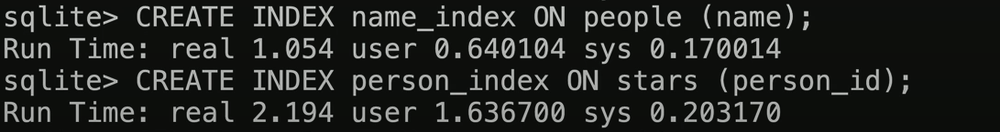 sqlite> CREATE INDEX name_index ON people (name);
Run Time: real 1.054 user 0.640104 sys 0.170014
sqlite> CREATE INDEX person_index ON stars (person_id);
Run Time: real 2.194 user 1.636700 sys 0.203170